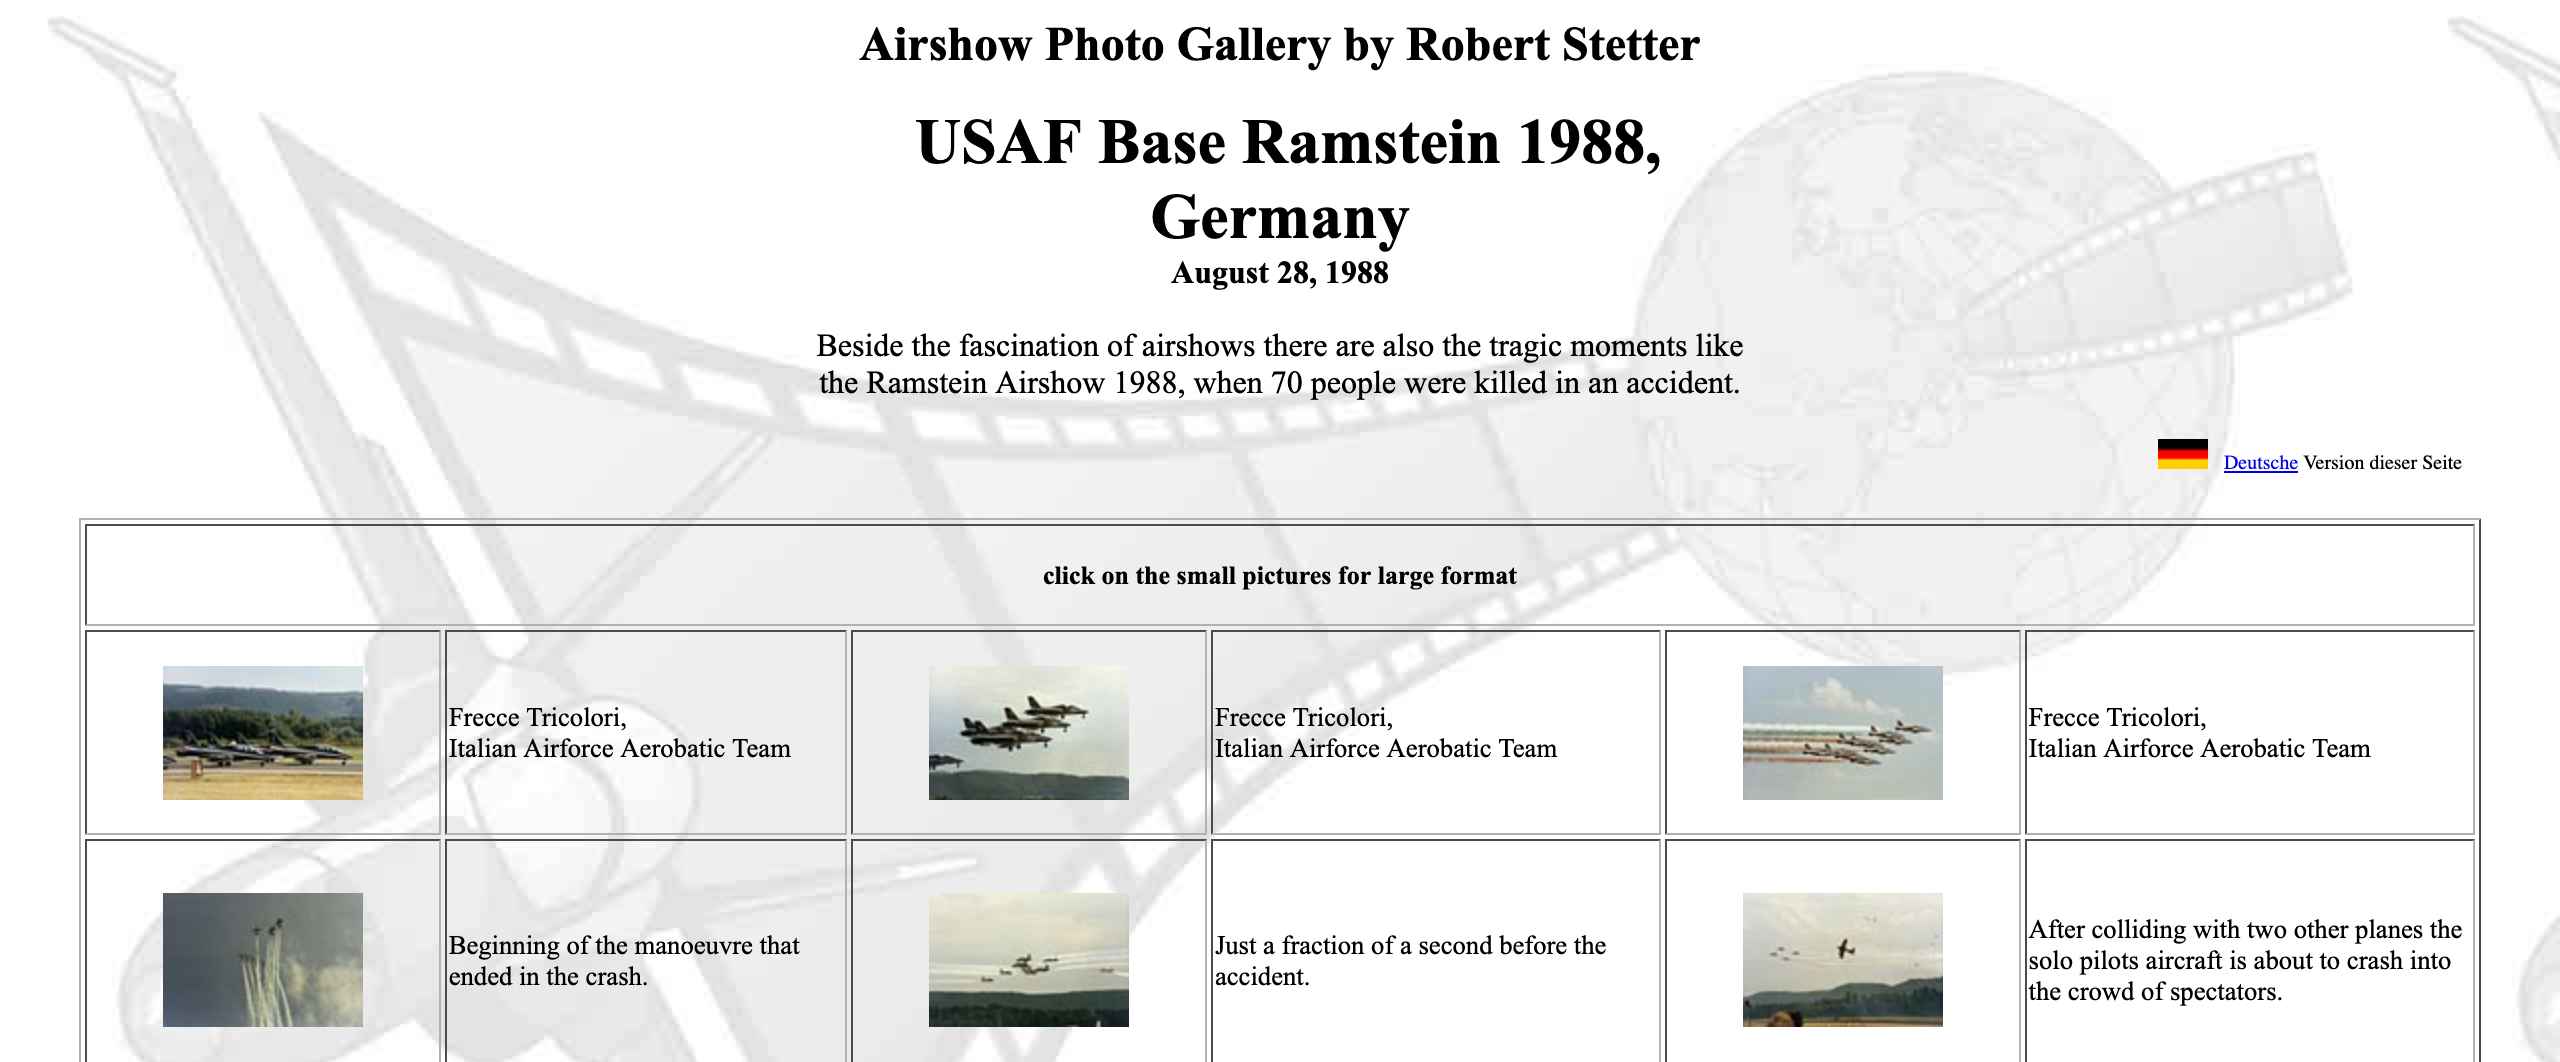 Airshow Photo Gallery by Robert Stetter
USAF Base Ramstein 1988,
Germany
August 28, 1988
Beside the fascination of airshows there are also the tragic moments like
the Ramstein Airshow 1988, when 70 people were killed in an accident.
Deutsche Version dieser Seite
click on the small pictures for large format
Frecce Tricolori,
Italian Airforce Aerobatic Team
Frecce Tricolori,
Italian Airforce Aerobatic Team
Frecce Tricolori,
Italian Airforce Aerobatic Team
Beginning of the manoeuvre that
ended in the crash.
Just a fraction of a second before the
accident.
After colliding with two other planes the
solo pilots aircraft is about to crash into
the crowd of spectators.